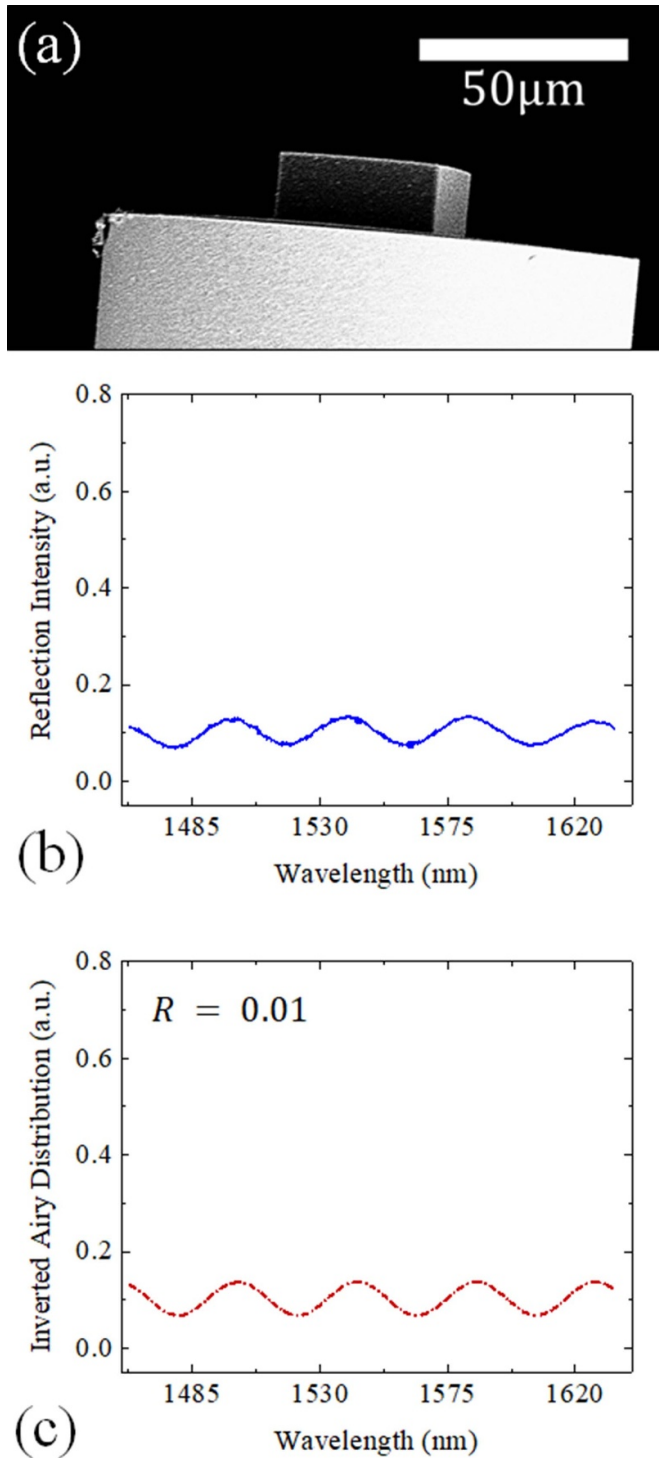 (a)
50μm
0.8
0.6
0.4
0.2
0.0
Reflection Intensity (a.u.)
1485 1530 1575 1620
Wavelength (nm)
(b)
0.8
0.6
0.4
0.2
0.0
Inverted Airy Distribution (a.u.)
R = 0.01
1485 1530 1575 1620
Wavelength (nm)
(c)